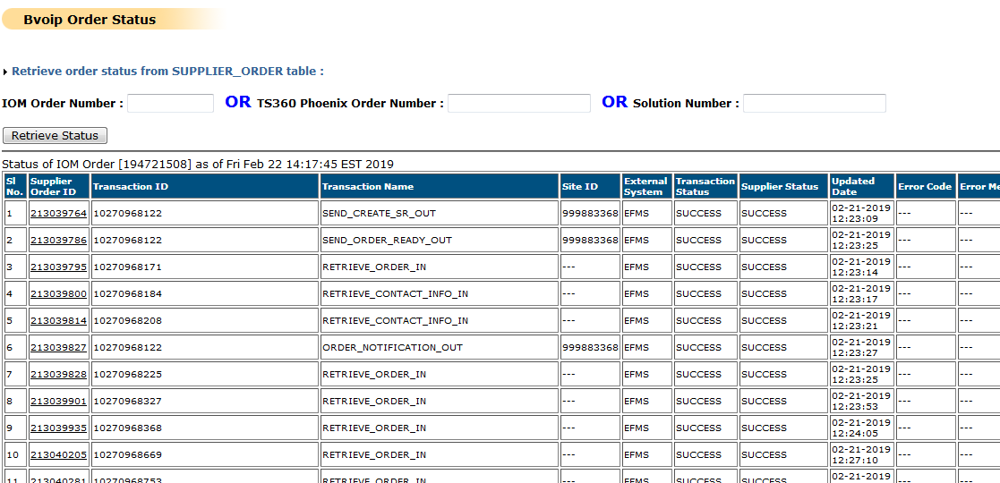 Bvoip Order Status
Retrieve order status from SUPPLIER_ORDER table :
IOM Order Number : OR TS360 Phoenix Order Number : OR Solution Number :
Retrieve Status
Status of IOM Order [194721508] as of Fri Feb 22 14:17:45 EST 2019
Sl No. Supplier Order ID Transaction ID Transaction Name Site ID External System Transaction Status Supplier Status Updated Date Error Code Error Me
1 213039764 10270968122 SEND_CREATE_SR_OUT 999883368 EFMS SUCCESS SUCCESS 02-21-2019 12:23:09 --- ---
2 213039786 10270968122 SEND_ORDER_READY_OUT 999883368 EFMS SUCCESS SUCCESS 02-21-2019 12:23:25 --- ---
3 213039795 10270968171 RETRIEVE_ORDER_IN --- EFMS SUCCESS SUCCESS 02-21-2019 12:23:14 --- ---
4 213039800 10270968184 RETRIEVE_CONTACT_INFO_IN --- EFMS SUCCESS SUCCESS 02-21-2019 12:23:17 --- ---
5 213039814 10270968208 RETRIEVE_CONTACT_INFO_IN --- EFMS SUCCESS SUCCESS 02-21-2019 12:23:21 --- ---
6 213039827 10270968122 ORDER_NOTIFICATION_OUT 999883368 EFMS SUCCESS SUCCESS 02-21-2019 12:23:27 --- ---
7 213039828 10270968225 RETRIEVE_ORDER_IN --- EFMS SUCCESS SUCCESS 02-21-2019 12:23:25 --- ---
8 213039901 10270968327 RETRIEVE_ORDER_IN --- EFMS SUCCESS SUCCESS 02-21-2019 12:23:53 --- ---
9 213039935 10270968368 RETRIEVE_ORDER_IN --- EFMS SUCCESS SUCCESS 02-21-2019 12:24:05 --- ---
10 213040205 10270968669 RETRIEVE_ORDER_IN --- EFMS SUCCESS SUCCESS 02-21-2019 12:27:10 --- ---
11 213040281 10270968753 RETRIEVE_ORDER_IN --- EFMS SUCCESS SUCCESS 02-21-2019 --- ---